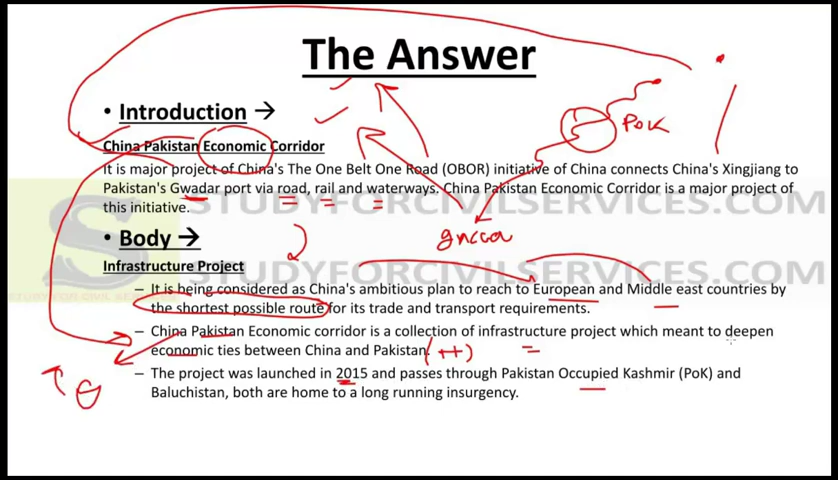 The Answer
• Introduction →
China Pakistan Economic Corridor
It is major project of China's The One Belt One Road (OBOR) initiative of China connects China's Xingjiang to
Pakistan's Gwadar port via road, rail and waterways. China Pakistan Economic Corridor is a major project of
this initiative.
POK
• Body →
Infrastructure Project
– It is being considered as China's ambitious plan to reach to European and Middle east countries by
the shortest possible route for its trade and transport requirements.
– China Pakistan Economic corridor is a collection of infrastructure project which meant to deepen
economic ties between China and Pakistan. (++)
– The project was launched in 2015 and passes through Pakistan Occupied Kashmir (PoK) and
Baluchistan, both are home to a long running insurgency.
STUDYFORCIVILSERVICES.COM
STUDYFORCIVILSERVICES.COM